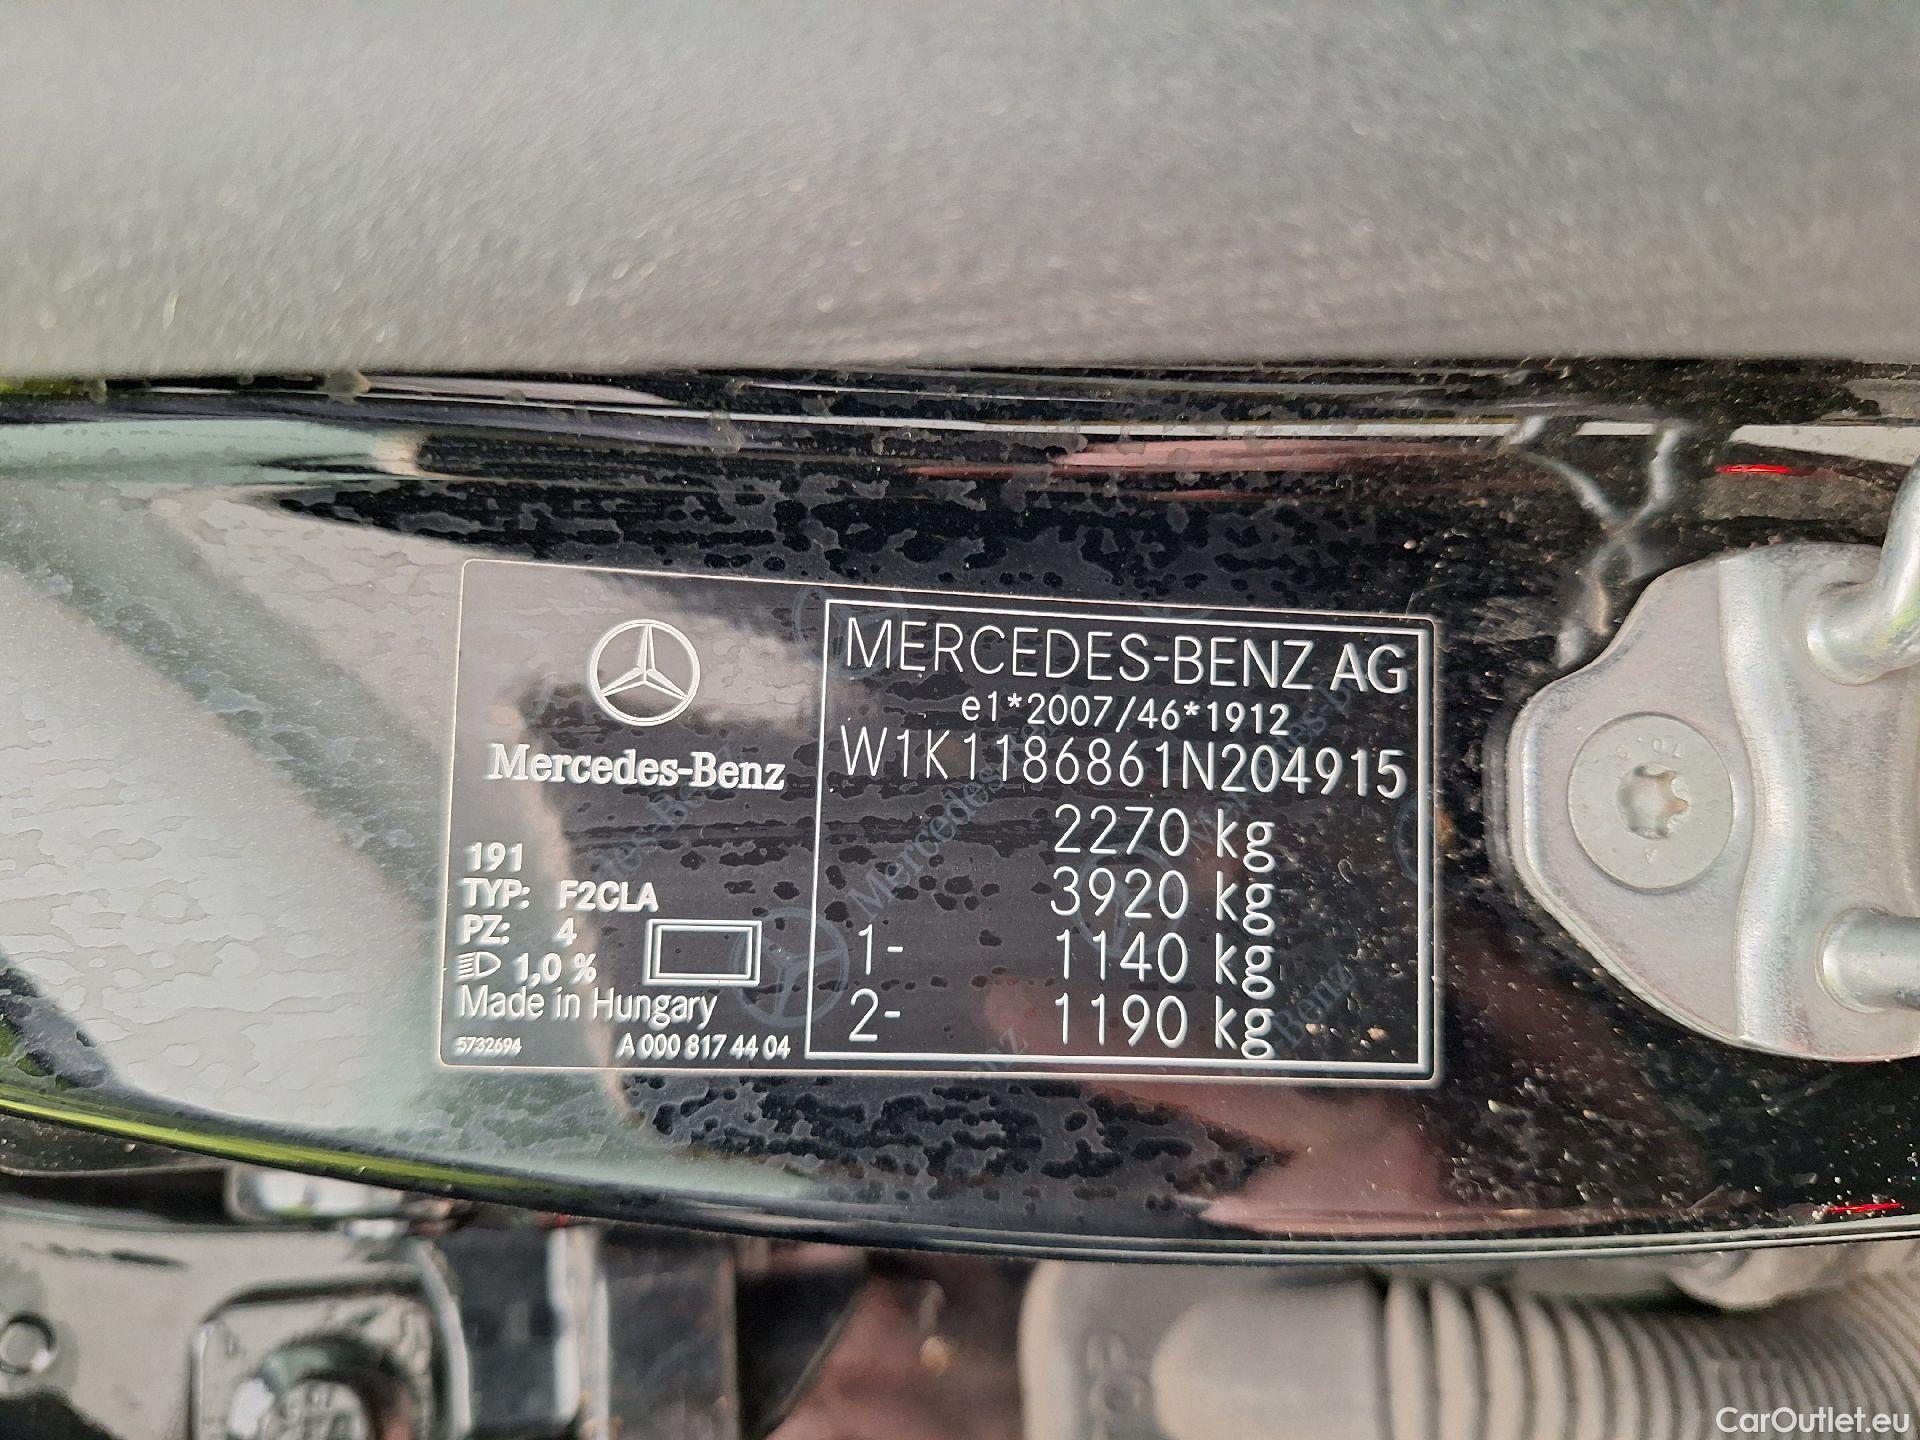 Mercedes-Benz
191
TYP: F2CLA
PZ: 4
1,0 %
Made in Hungary
5732694 A 000 817 44 04
MERCEDES-BENZ AG
e1*2007/46*1912
W1K1186861N204915
2270 kg
3920 kg
1- 1140 kg
2- 1190 kg
CarOutlet.eu